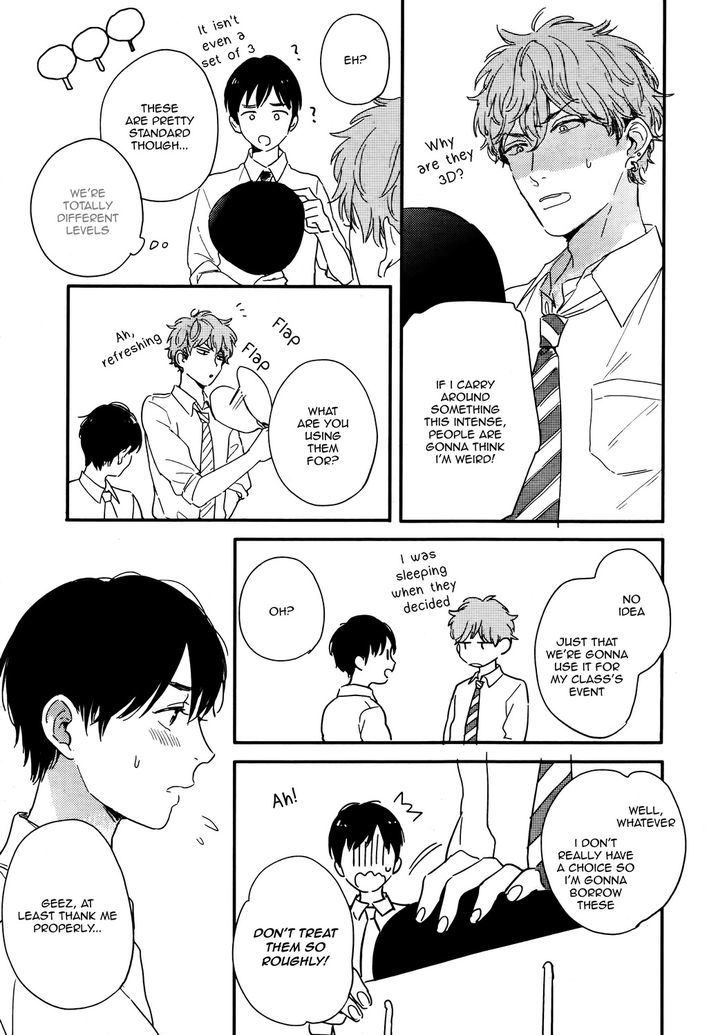 Why
are they
3D?
IF I CARRY
AROUND
SOMETHING
THIS INTENSE,
PEOPLE ARE
GONNA THINK
I'M WEIRD!
EH?
It isn't
even a
set of 3
?
?
THESE
ARE PRETTY
STANDARD
THOUGH...
WE'RE
TOTALLY
DIFFERENT
LEVELS
Flap
Flap
WHAT
ARE YOU
USING
THEM
FOR?
Ah,
refreshing
NO
IDEA
JUST THAT
WE'RE GONNA
USE IT FOR
MY CLASS'S
EVENT
I was
sleeping
when they
decided
OH?
WELL,
WHATEVER
I DON'T
REALLY HAVE
A CHOICE SO
I'M GONNA
BORROW
THESE
Ah!
DON'T TREAT
THEM SO
ROUGHLY!
GEEZ, AT
LEAST THANK ME
PROPERLY...